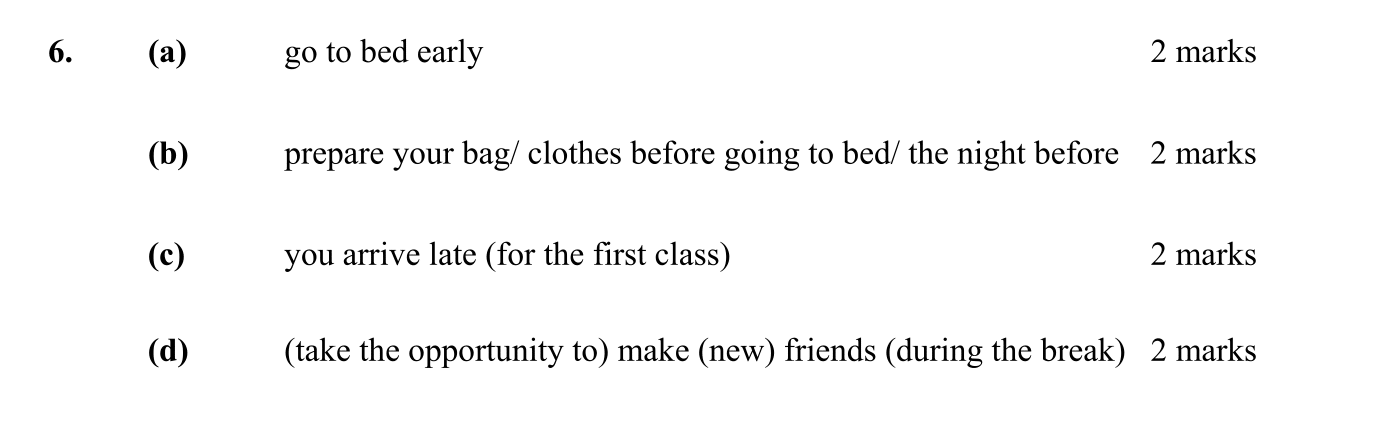 6. (a) go to bed early 2 marks
(b) prepare your bag/ clothes before going to bed/ the night before 2 marks
(c) you arrive late (for the first class) 2 marks
(d) (take the opportunity to) make (new) friends (during the break) 2 marks